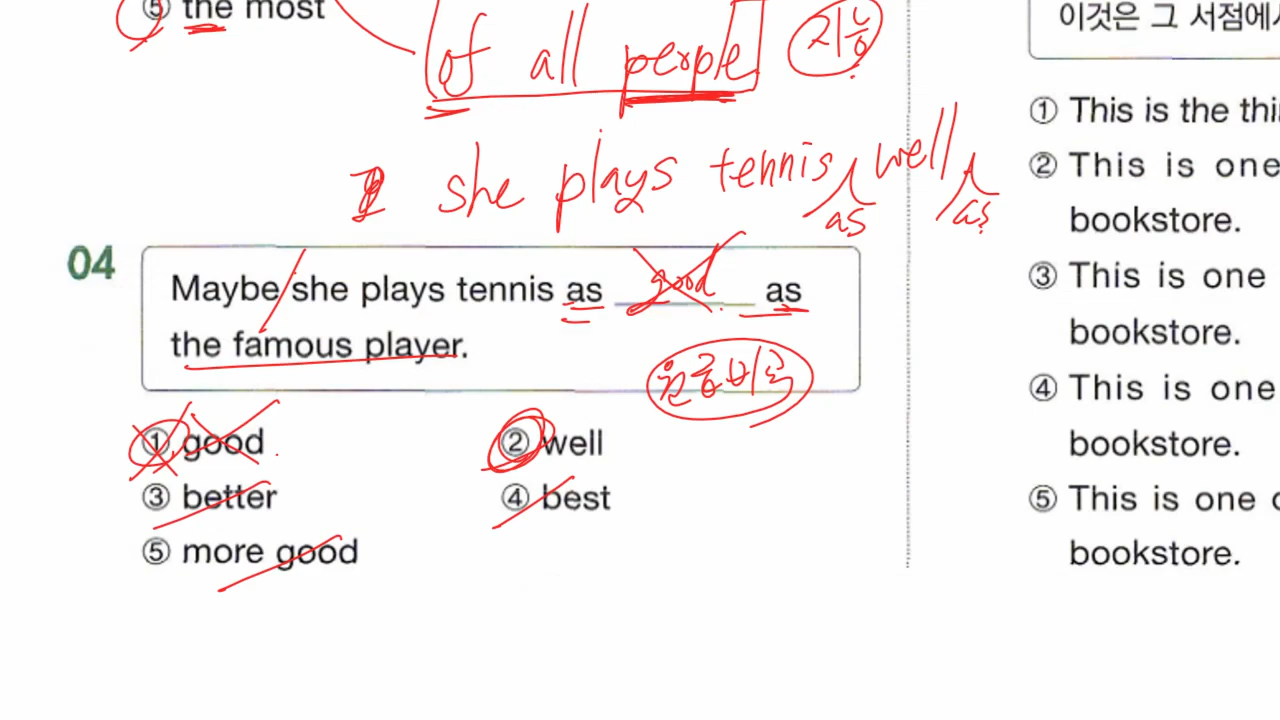 ⑤ the most
of all perple
지능
she plays tennis well
as as
04
Maybe she plays tennis as good as
the famous player.
원급비교
① good ② well
③ better ④ best
⑤ more good
이것은 그 서점에서
① This is the thi
② This is one
bookstore.
③ This is one
bookstore.
④ This is one
bookstore.
⑤ This is one o
bookstore.